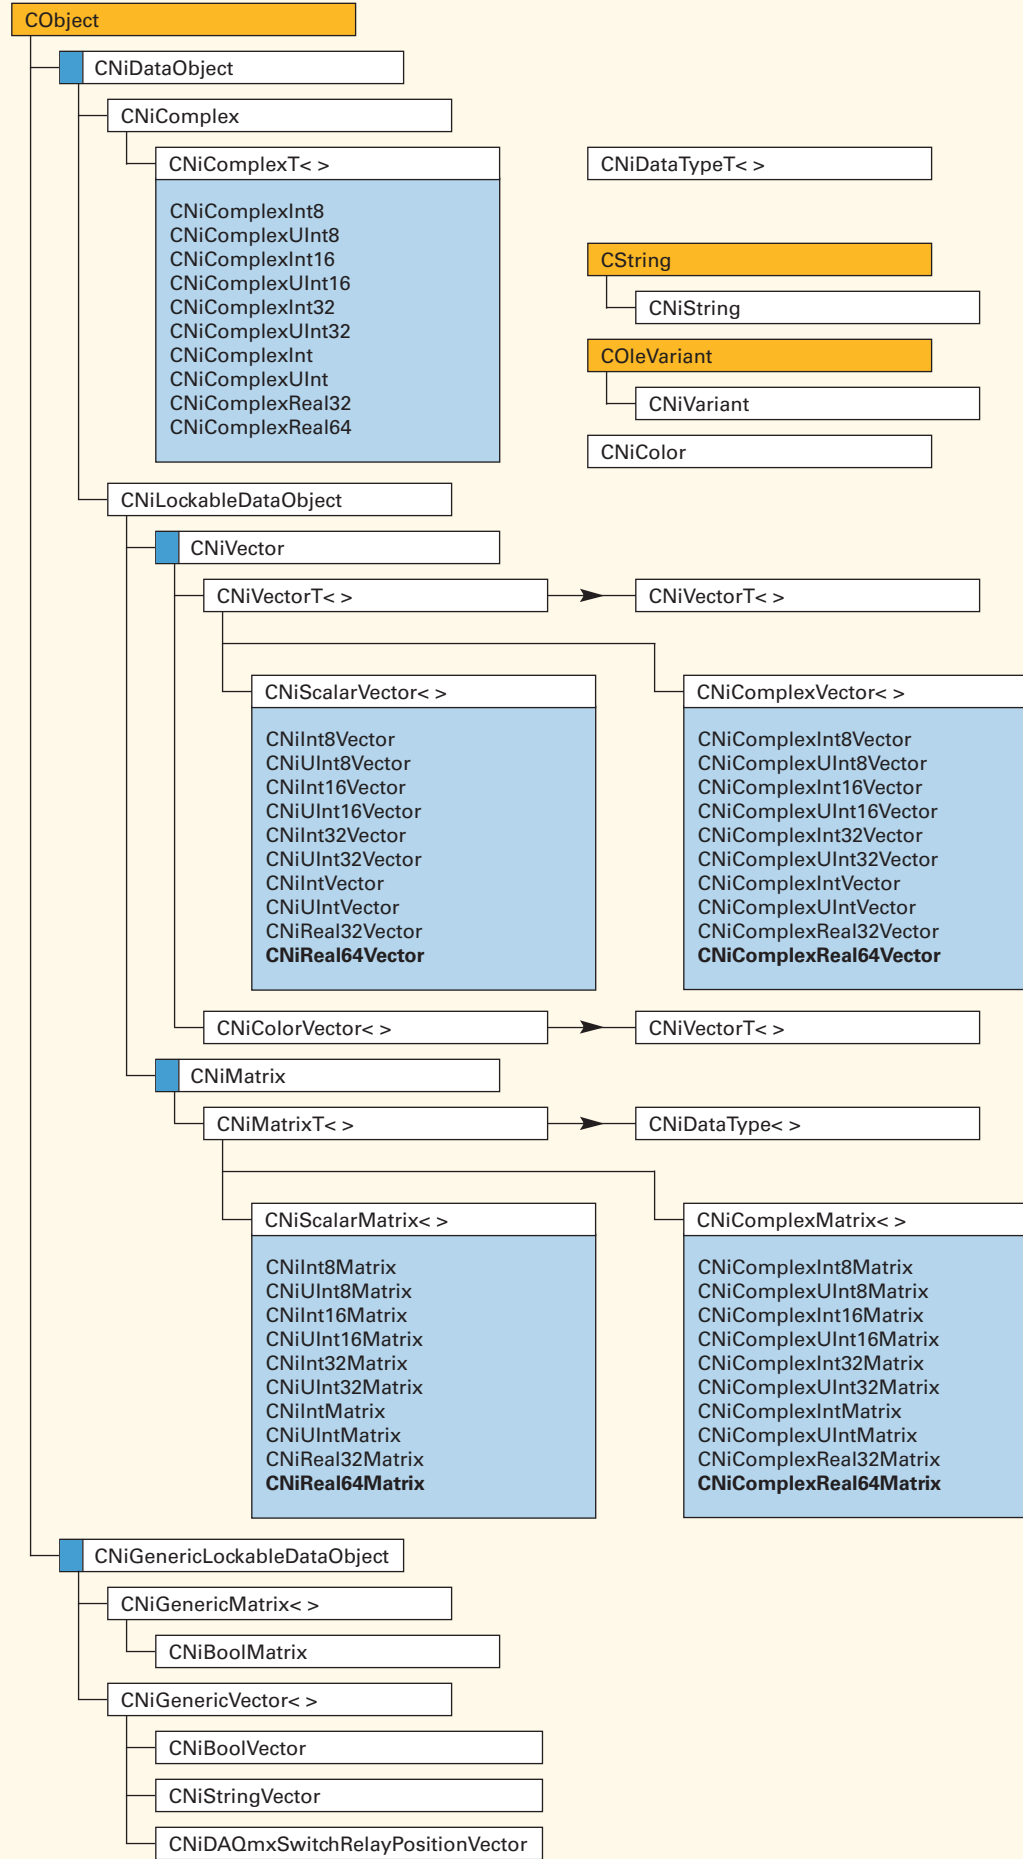 CObject
CNiDataObject
CNiComplex
CNiComplexT< >
CNiComplexInt8
CNiComplexUInt8
CNiComplexInt16
CNiComplexUInt16
CNiComplexInt32
CNiComplexUInt32
CNiComplexInt
CNiComplexUInt
CNiComplexReal32
CNiComplexReal64
CNiDataTypeT< >
CString
CNiString
COleVariant
CNiVariant
CNiColor
CNiLockableDataObject
CNiVector
CNiVectorT< >
CNiVectorT< >
CNiScalarVector< >
CNiInt8Vector
CNiUInt8Vector
CNiInt16Vector
CNiUInt16Vector
CNiInt32Vector
CNiUInt32Vector
CNiIntVector
CNiUIntVector
CNiReal32Vector
CNiReal64Vector
CNiComplexVector< >
CNiComplexInt8Vector
CNiComplexUInt8Vector
CNiComplexInt16Vector
CNiComplexUInt16Vector
CNiComplexInt32Vector
CNiComplexUInt32Vector
CNiComplexIntVector
CNiComplexUIntVector
CNiComplexReal32Vector
CNiComplexReal64Vector
CNiColorVector< >
CNiVectorT< >
CNiMatrix
CNiMatrixT< >
CNiDataType< >
CNiScalarMatrix< >
CNiInt8Matrix
CNiUInt8Matrix
CNiInt16Matrix
CNiUInt16Matrix
CNiInt32Matrix
CNiUInt32Matrix
CNiIntMatrix
CNiUIntMatrix
CNiReal32Matrix
CNiReal64Matrix
CNiComplexMatrix< >
CNiComplexInt8Matrix
CNiComplexUInt8Matrix
CNiComplexInt16Matrix
CNiComplexUInt16Matrix
CNiComplexInt32Matrix
CNiComplexUInt32Matrix
CNiComplexIntMatrix
CNiComplexUIntMatrix
CNiComplexReal32Matrix
CNiComplexReal64Matrix
CNiGenericLockableDataObject
CNiGenericMatrix< >
CNiBoolMatrix
CNiGenericVector< >
CNiBoolVector
CNiStringVector
CNiDAQmxSwitchRelayPositionVector